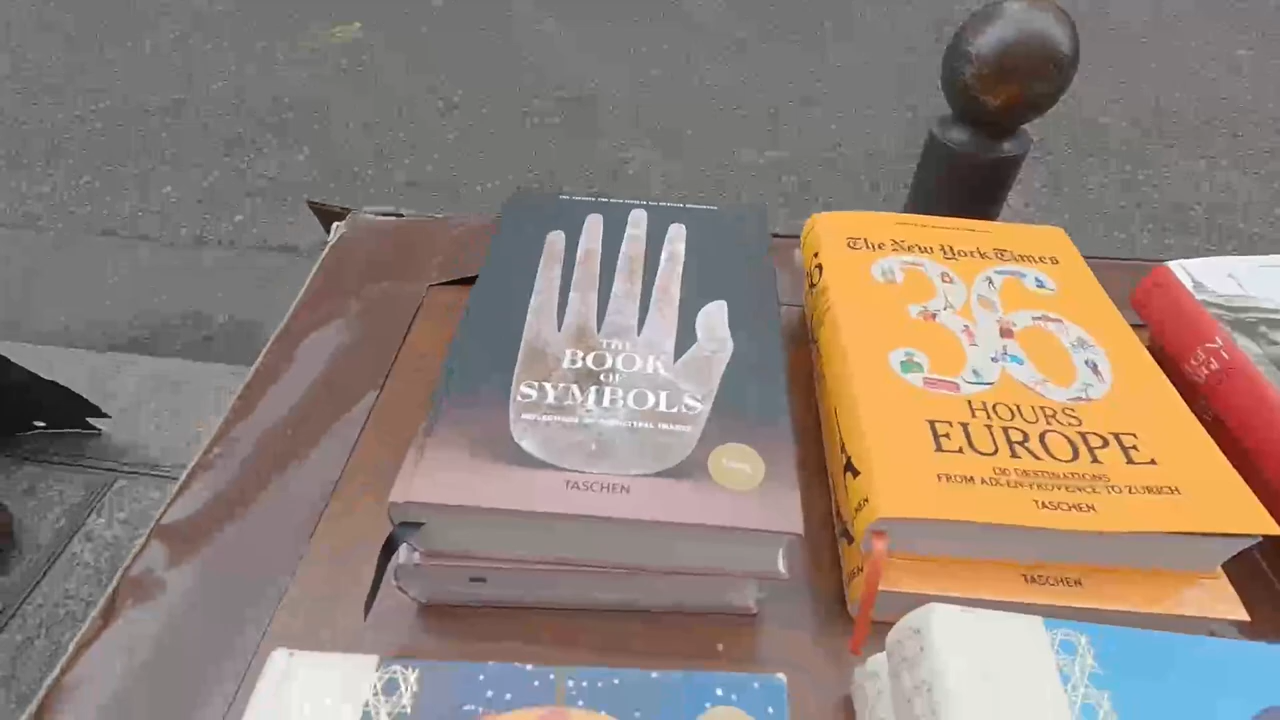 THE
BOOK
OF
SYMBOLS
TASCHEN
The New York Times
36
HOURS
EUROPE
130 DESTINATIONS
FROM AIX-EN-PROVENCE TO ZURICH
TASCHEN
TASCHEN